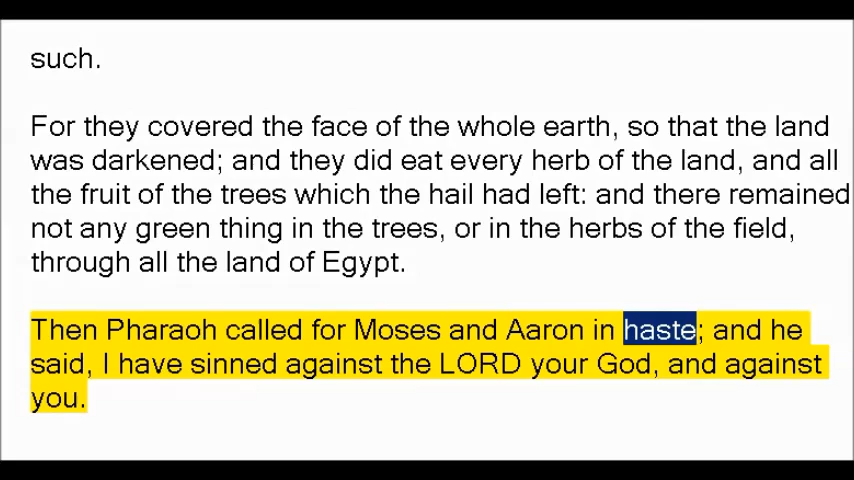 such.
For they covered the face of the whole earth, so that the land
was darkened; and they did eat every herb of the land, and all
the fruit of the trees which the hail had left: and there remained
not any green thing in the trees, or in the herbs of the field,
through all the land of Egypt.
Then Pharaoh called for Moses and Aaron in haste; and he
said, I have sinned against the LORD your God, and against
you.